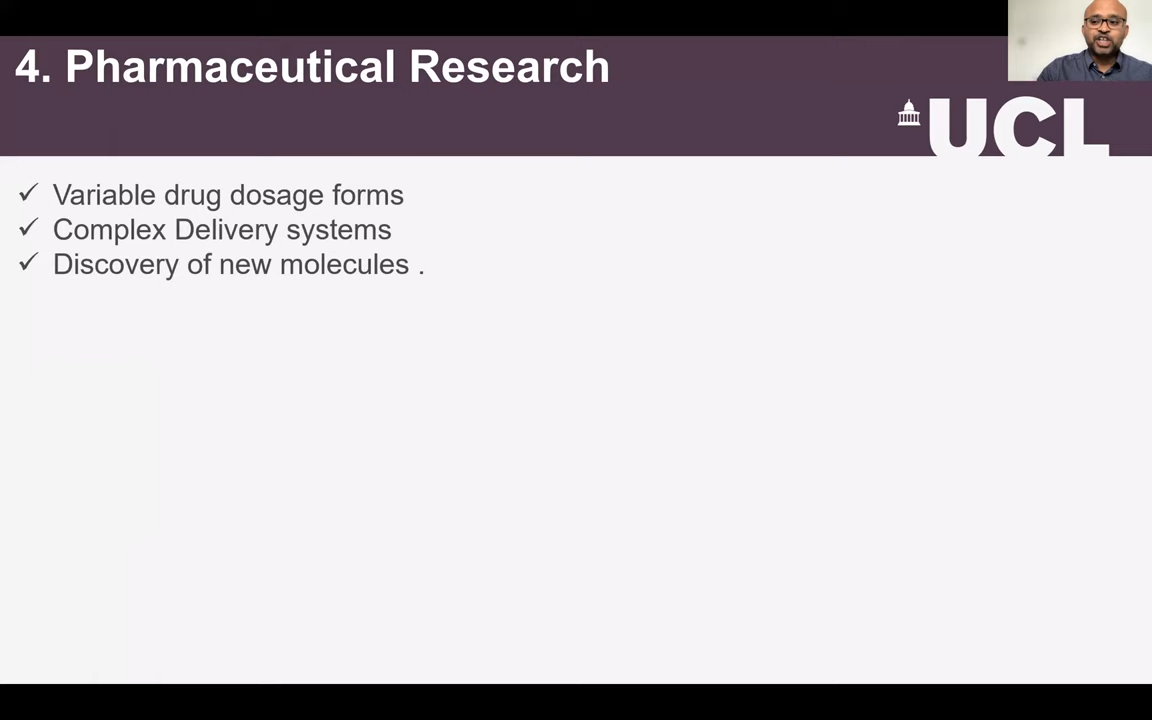 4. Pharmaceutical Research
UCL
Variable drug dosage forms
Complex Delivery systems
Discovery of new molecules .